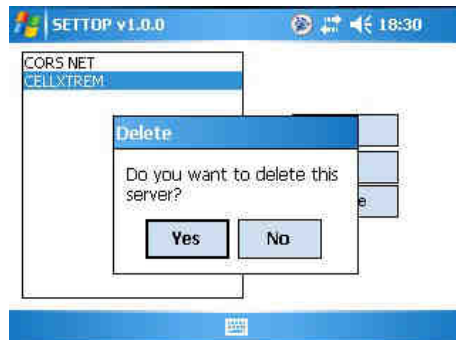 SETTOP v1.0.0
18:30
CORS NET
CELLXTREM
Delete
Do you want to delete this
server?
Yes
No
e